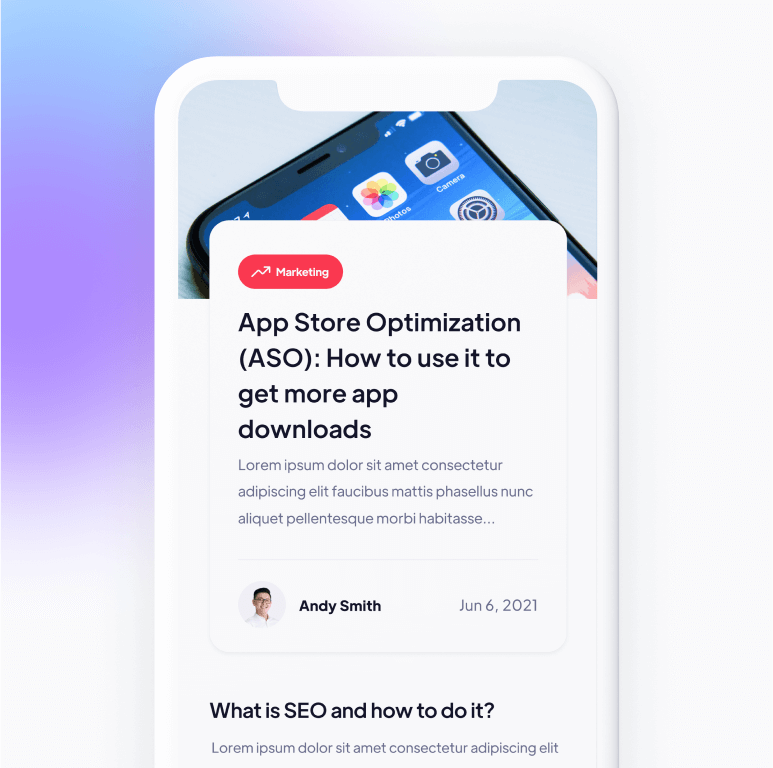 Camera
Photos
Marketing
App Store Optimization
(ASO): How to use it to
get more app
downloads
Lorem ipsum dolor sit amet consectetur
adipiscing elit faucibus mattis phasellus nunc
aliquet pellentesque morbi habitasse...
Andy Smith
Jun 6, 2021
What is SEO and how to do it?
Lorem ipsum dolor sit amet consectetur adipiscing elit